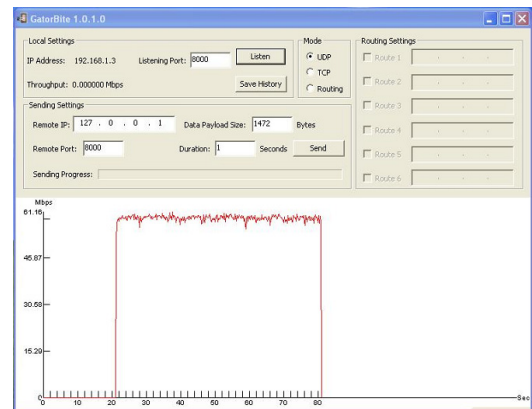 GatorBite 1.0.1.0
Local Settings
IP Address: 192.168.1.3 Listening Port: 8000 Listen
Throughput: 0.000000 Mbps Save History
Mode
UDP
TCP
Routing
Routing Settings
Route 1
Route 2
Route 3
Route 4
Route 5
Route 6
Sending Settings
Remote IP: 127 . 0 . 0 . 1 Data Payload Size: 1472 Bytes
Remote Port: 8000 Duration: 1 Seconds Send
Sending Progress:
Mbps
61.16
45.87
30.58
15.29
0
0 10 20 30 40 50 60 70 80 Sec